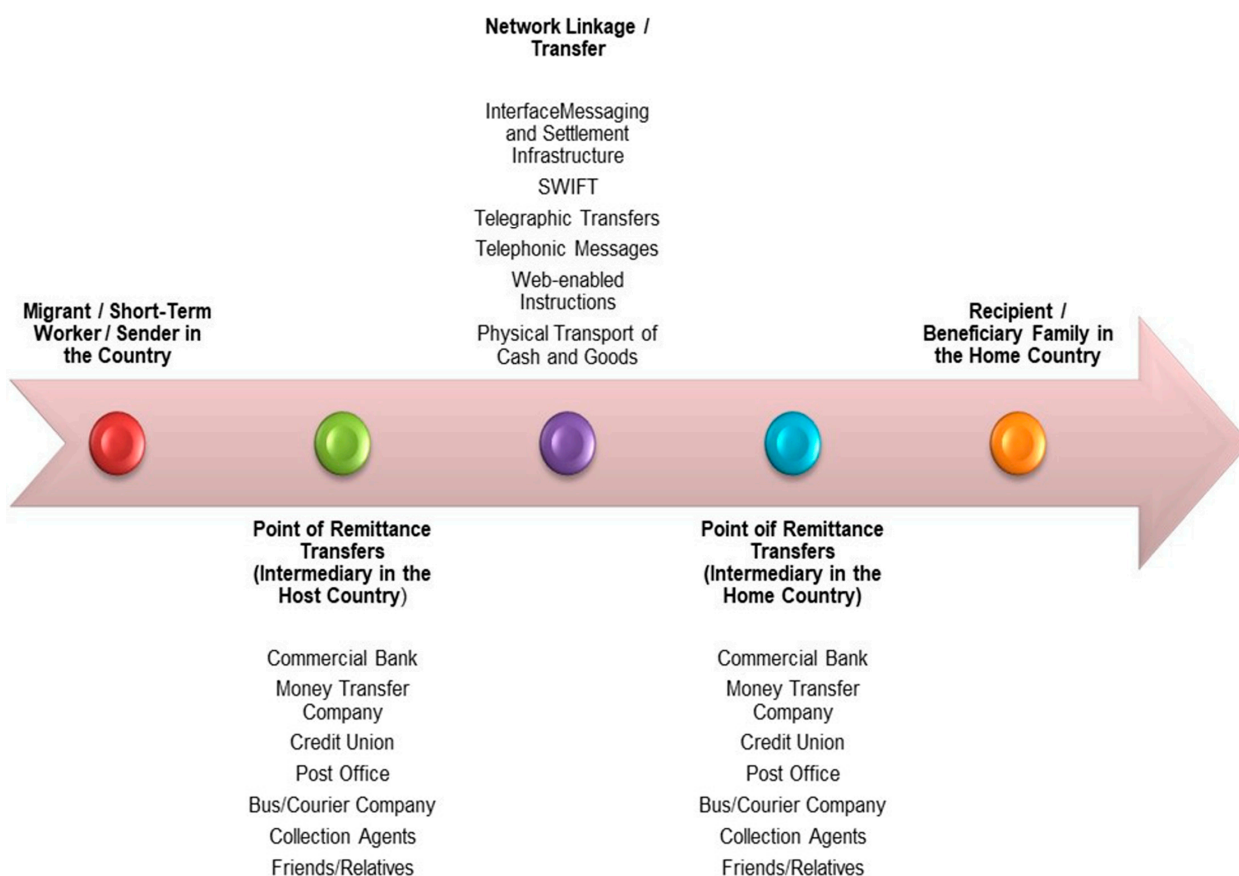 Network Linkage /
Transfer
InterfaceMessaging
and Settlement
Infrastructure
SWIFT
Telegraphic Transfers
Telephonic Messages
Web-enabled
Instructions
Physical Transport of
Cash and Goods
Migrant / Short-Term
Worker / Sender in
the Country
Recipient /
Beneficiary Family in
the Home Country
Point of Remittance
Transfers
(Intermediary in the
Host Country)
Commercial Bank
Money Transfer
Company
Credit Union
Post Office
Bus/Courier Company
Collection Agents
Friends/Relatives
Point oif Remittance
Transfers
(Intermediary in the
Home Country)
Commercial Bank
Money Transfer
Company
Credit Union
Post Office
Bus/Courier Company
Collection Agents
Friends/Relatives